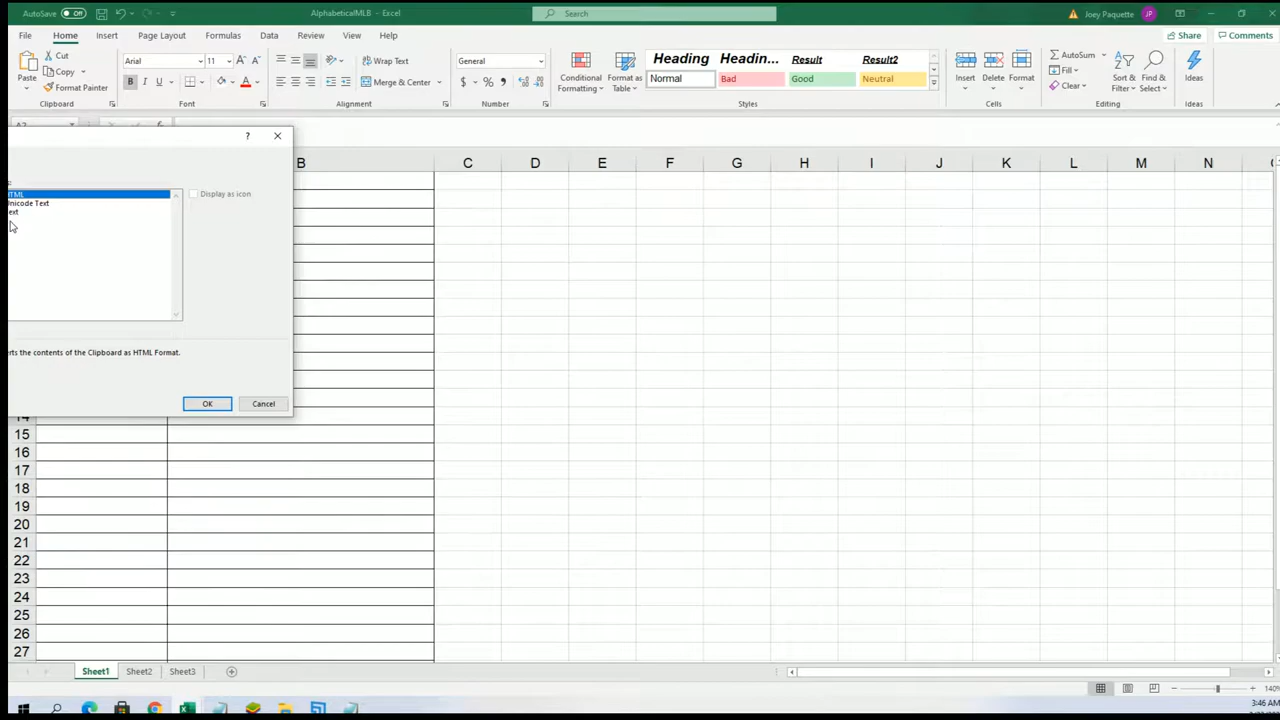 AutoSave Off AlphabeticalMLB - Excel Search Joey Paquette JP
File Home Insert Page Layout Formulas Data Review View Help Share Comments
Paste Cut Copy Format Painter Clipboard
Arial 11 A A B I U A Font
Wrap Text Merge & Center Alignment
General $ % Number
Conditional Formatting Format as Table
Heading Headin... Result Result2
Normal Bad Good Neutral
Styles
Insert Delete Format Cells
AutoSum Fill Clear Sort & Filter Find & Select Editing
Ideas Ideas
? ×
B C D E F G H I J K L M N
HTML
Unicode Text
Text
Display as icon
erts the contents of the Clipboard as HTML Format.
OK Cancel
14
15
16
17
18
19
20
21
22
23
24
25
26
27
Sheet1 Sheet2 Sheet3
140%
3:46 AM